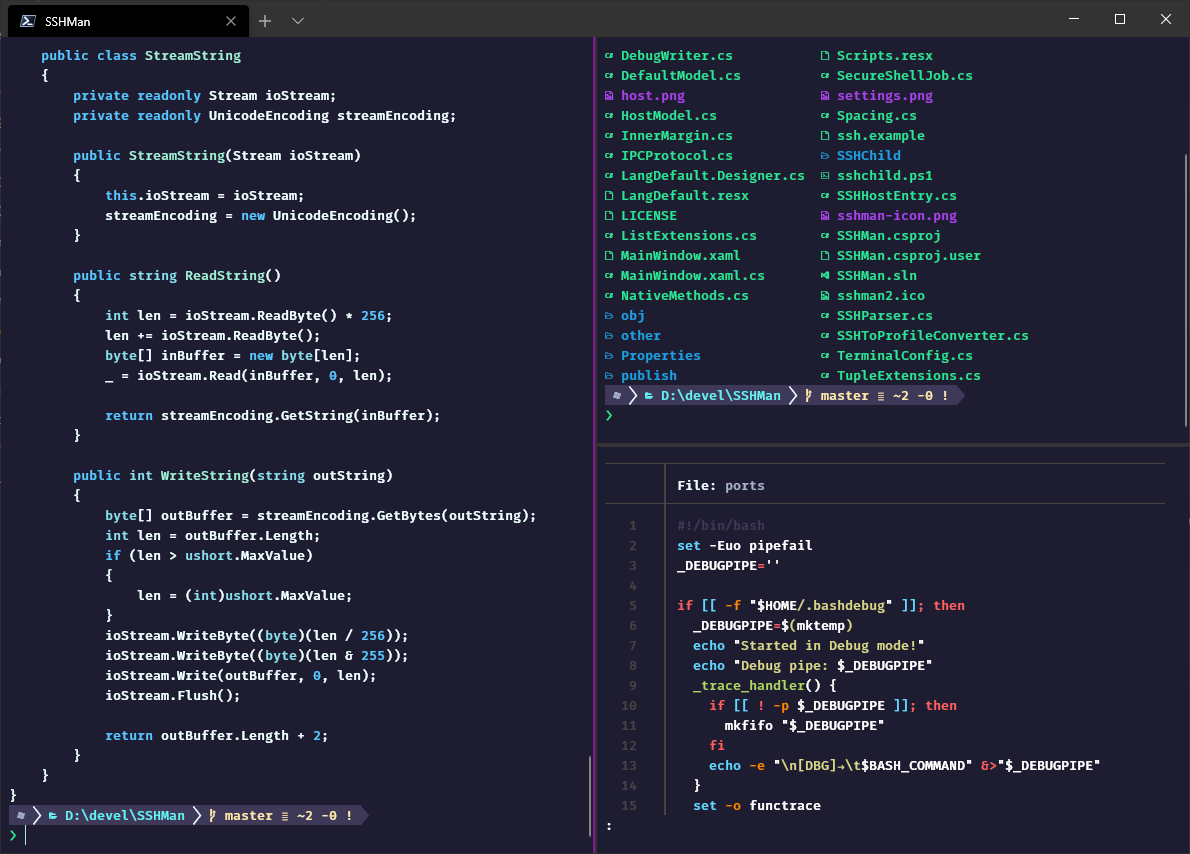 SSHMan
public class StreamString
{
private readonly Stream ioStream;
private readonly UnicodeEncoding streamEncoding;
public StreamString(Stream ioStream)
{
this.ioStream = ioStream;
streamEncoding = new UnicodeEncoding();
}
public string ReadString()
{
int len = ioStream.ReadByte() * 256;
len += ioStream.ReadByte();
byte[] inBuffer = new byte[len];
_ = ioStream.Read(inBuffer, 0, len);
return streamEncoding.GetString(inBuffer);
}
public int WriteString(string outString)
{
byte[] outBuffer = streamEncoding.GetBytes(outString);
int len = outBuffer.Length;
if (len > ushort.MaxValue)
{
len = (int)ushort.MaxValue;
}
ioStream.WriteByte((byte)(len / 256));
ioStream.WriteByte((byte)(len & 255));
ioStream.Write(outBuffer, 0, len);
ioStream.Flush();
return outBuffer.Length + 2;
}
}
}
D:\devel\SSHMan master ≡ ~2 -0 !
❯
DebugWriter.cs Scripts.resx
DefaultModel.cs SecureShellJob.cs
host.png settings.png
HostModel.cs Spacing.cs
InnerMargin.cs ssh.example
IPCProtocol.cs SSHChild
LangDefault.Designer.cs sshchild.ps1
LangDefault.resx SSHHostEntry.cs
LICENSE sshman-icon.png
ListExtensions.cs SSHMan.csproj
MainWindow.xaml SSHMan.csproj.user
MainWindow.xaml.cs SSHMan.sln
NativeMethods.cs sshman2.ico
obj SSHParser.cs
other SSHToProfileConverter.cs
Properties TerminalConfig.cs
publish TupleExtensions.cs
D:\devel\SSHMan master ≡ ~2 -0 !
❯
File: ports
1 #!/bin/bash
2 set -Euo pipefail
3 _DEBUGPIPE=''
4
5 if [[ -f "$HOME/.bashdebug" ]]; then
6 _DEBUGPIPE=$(mktemp)
7 echo "Started in Debug mode!"
8 echo "Debug pipe: $_DEBUGPIPE"
9 _trace_handler() {
10 if [[ ! -p $_DEBUGPIPE ]]; then
11 mkfifo "$_DEBUGPIPE"
12 fi
13 echo -e "\n[DBG]→\t$BASH_COMMAND" &>"$_DEBUGPIPE"
14 }
15 set -o functrace
: